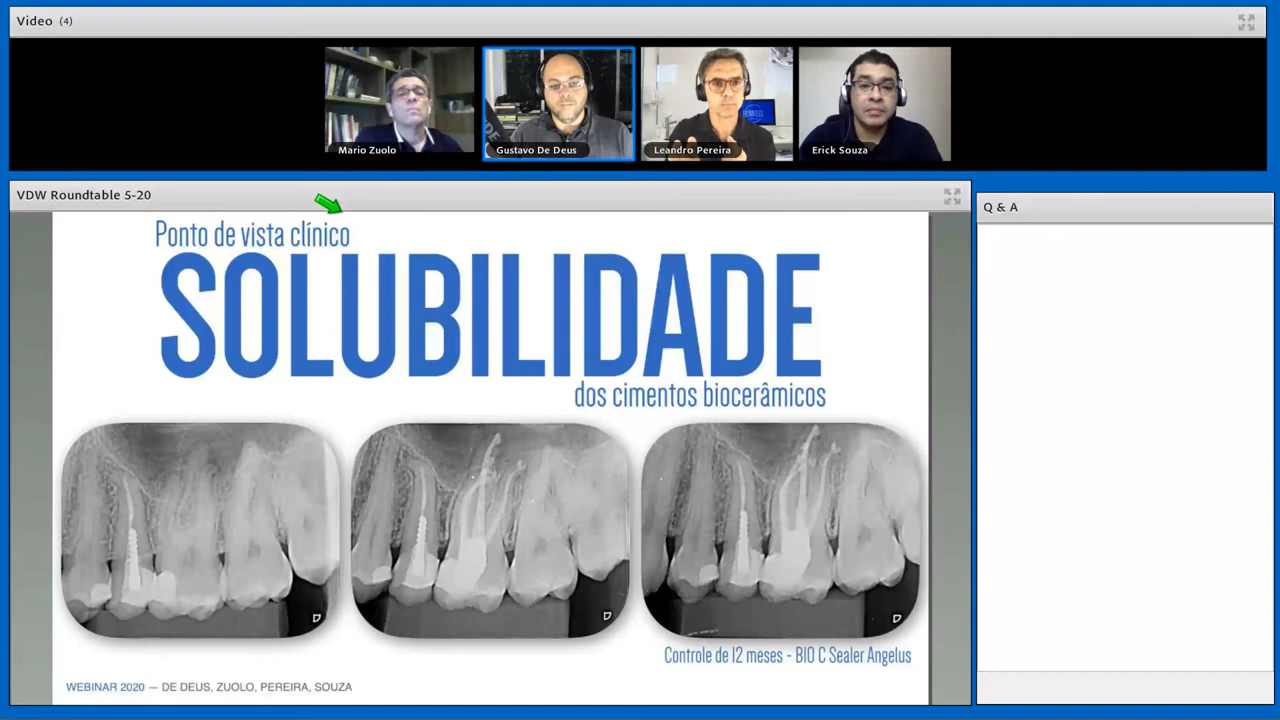 Video (4)
Mario Zuolo
Gustavo De Deus
Leandro Pereira
Erick Souza
VDW Roundtable 5-20
Q & A
Ponto de vista clínico
SOLUBILIDADE
dos cimentos biocerâmicos
D
D
D
Controle de 12 meses - BIO C Sealer Angelus
WEBINAR 2020 — DE DEUS, ZUOLO, PEREIRA, SOUZA